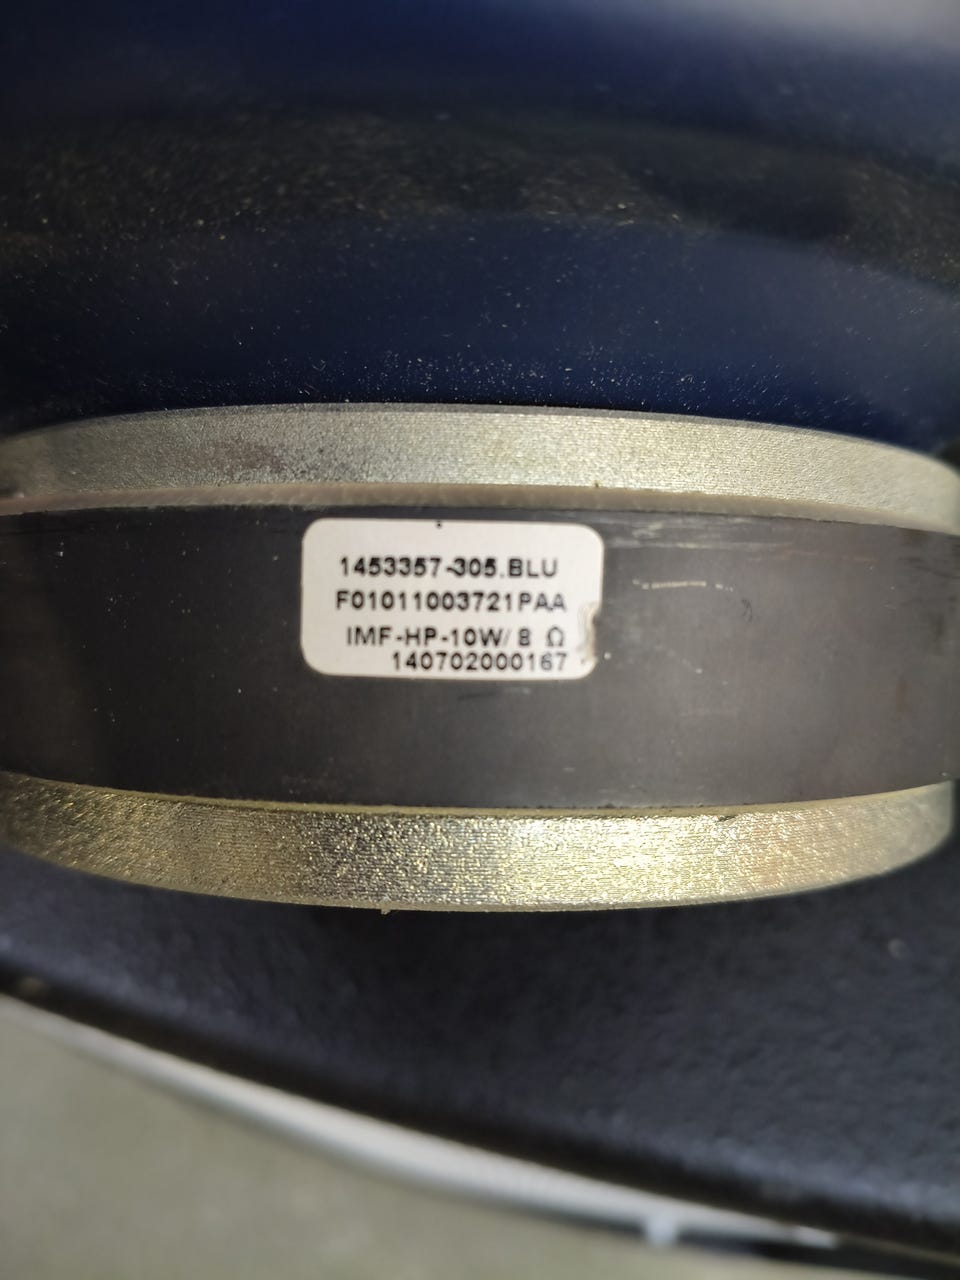 1453357-305.BLU
F01011003721PAA
IMF-HP-10W/ 8 Ω
140702000167